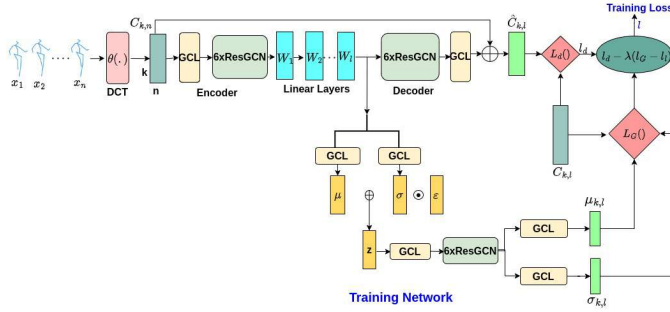 Training Loss
l
C_{k,n}
Ĉ_{k,l}
x_1 x_2 .... x_n
θ(.)
DCT
k
n
GCL
6xResGCN
Encoder
W_1 W_2 ... W_l
Linear Layers
6xResGCN
Decoder
GCL
L_d()
l_d
l_d − λ(l_G − l_l
C_{k,l}
L_G()
GCL
GCL
μ
⊕
σ
⊙
ε
z
GCL
6xResGCN
GCL
μ_{k,l}
GCL
σ_{k,l}
Training Network